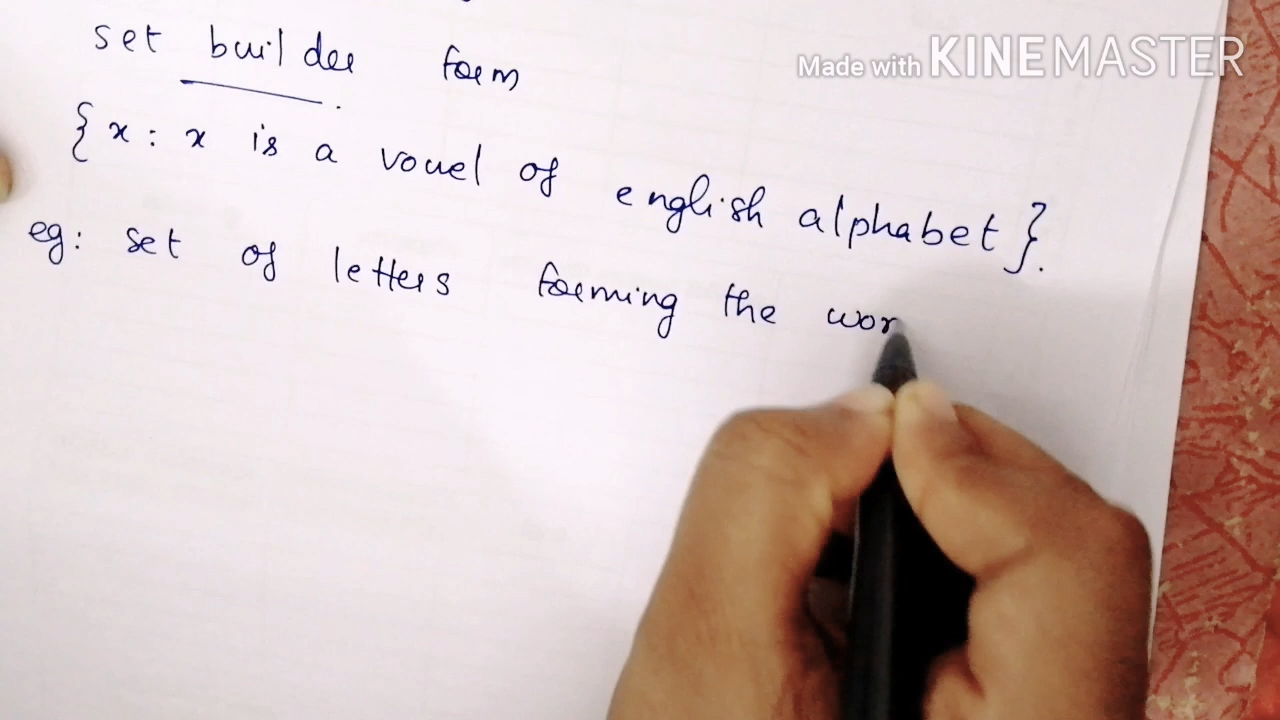 Made with KINEMASTER
set builder form
{x : x is a vowel of english alphabet}.
eg: set of letters forming the wor